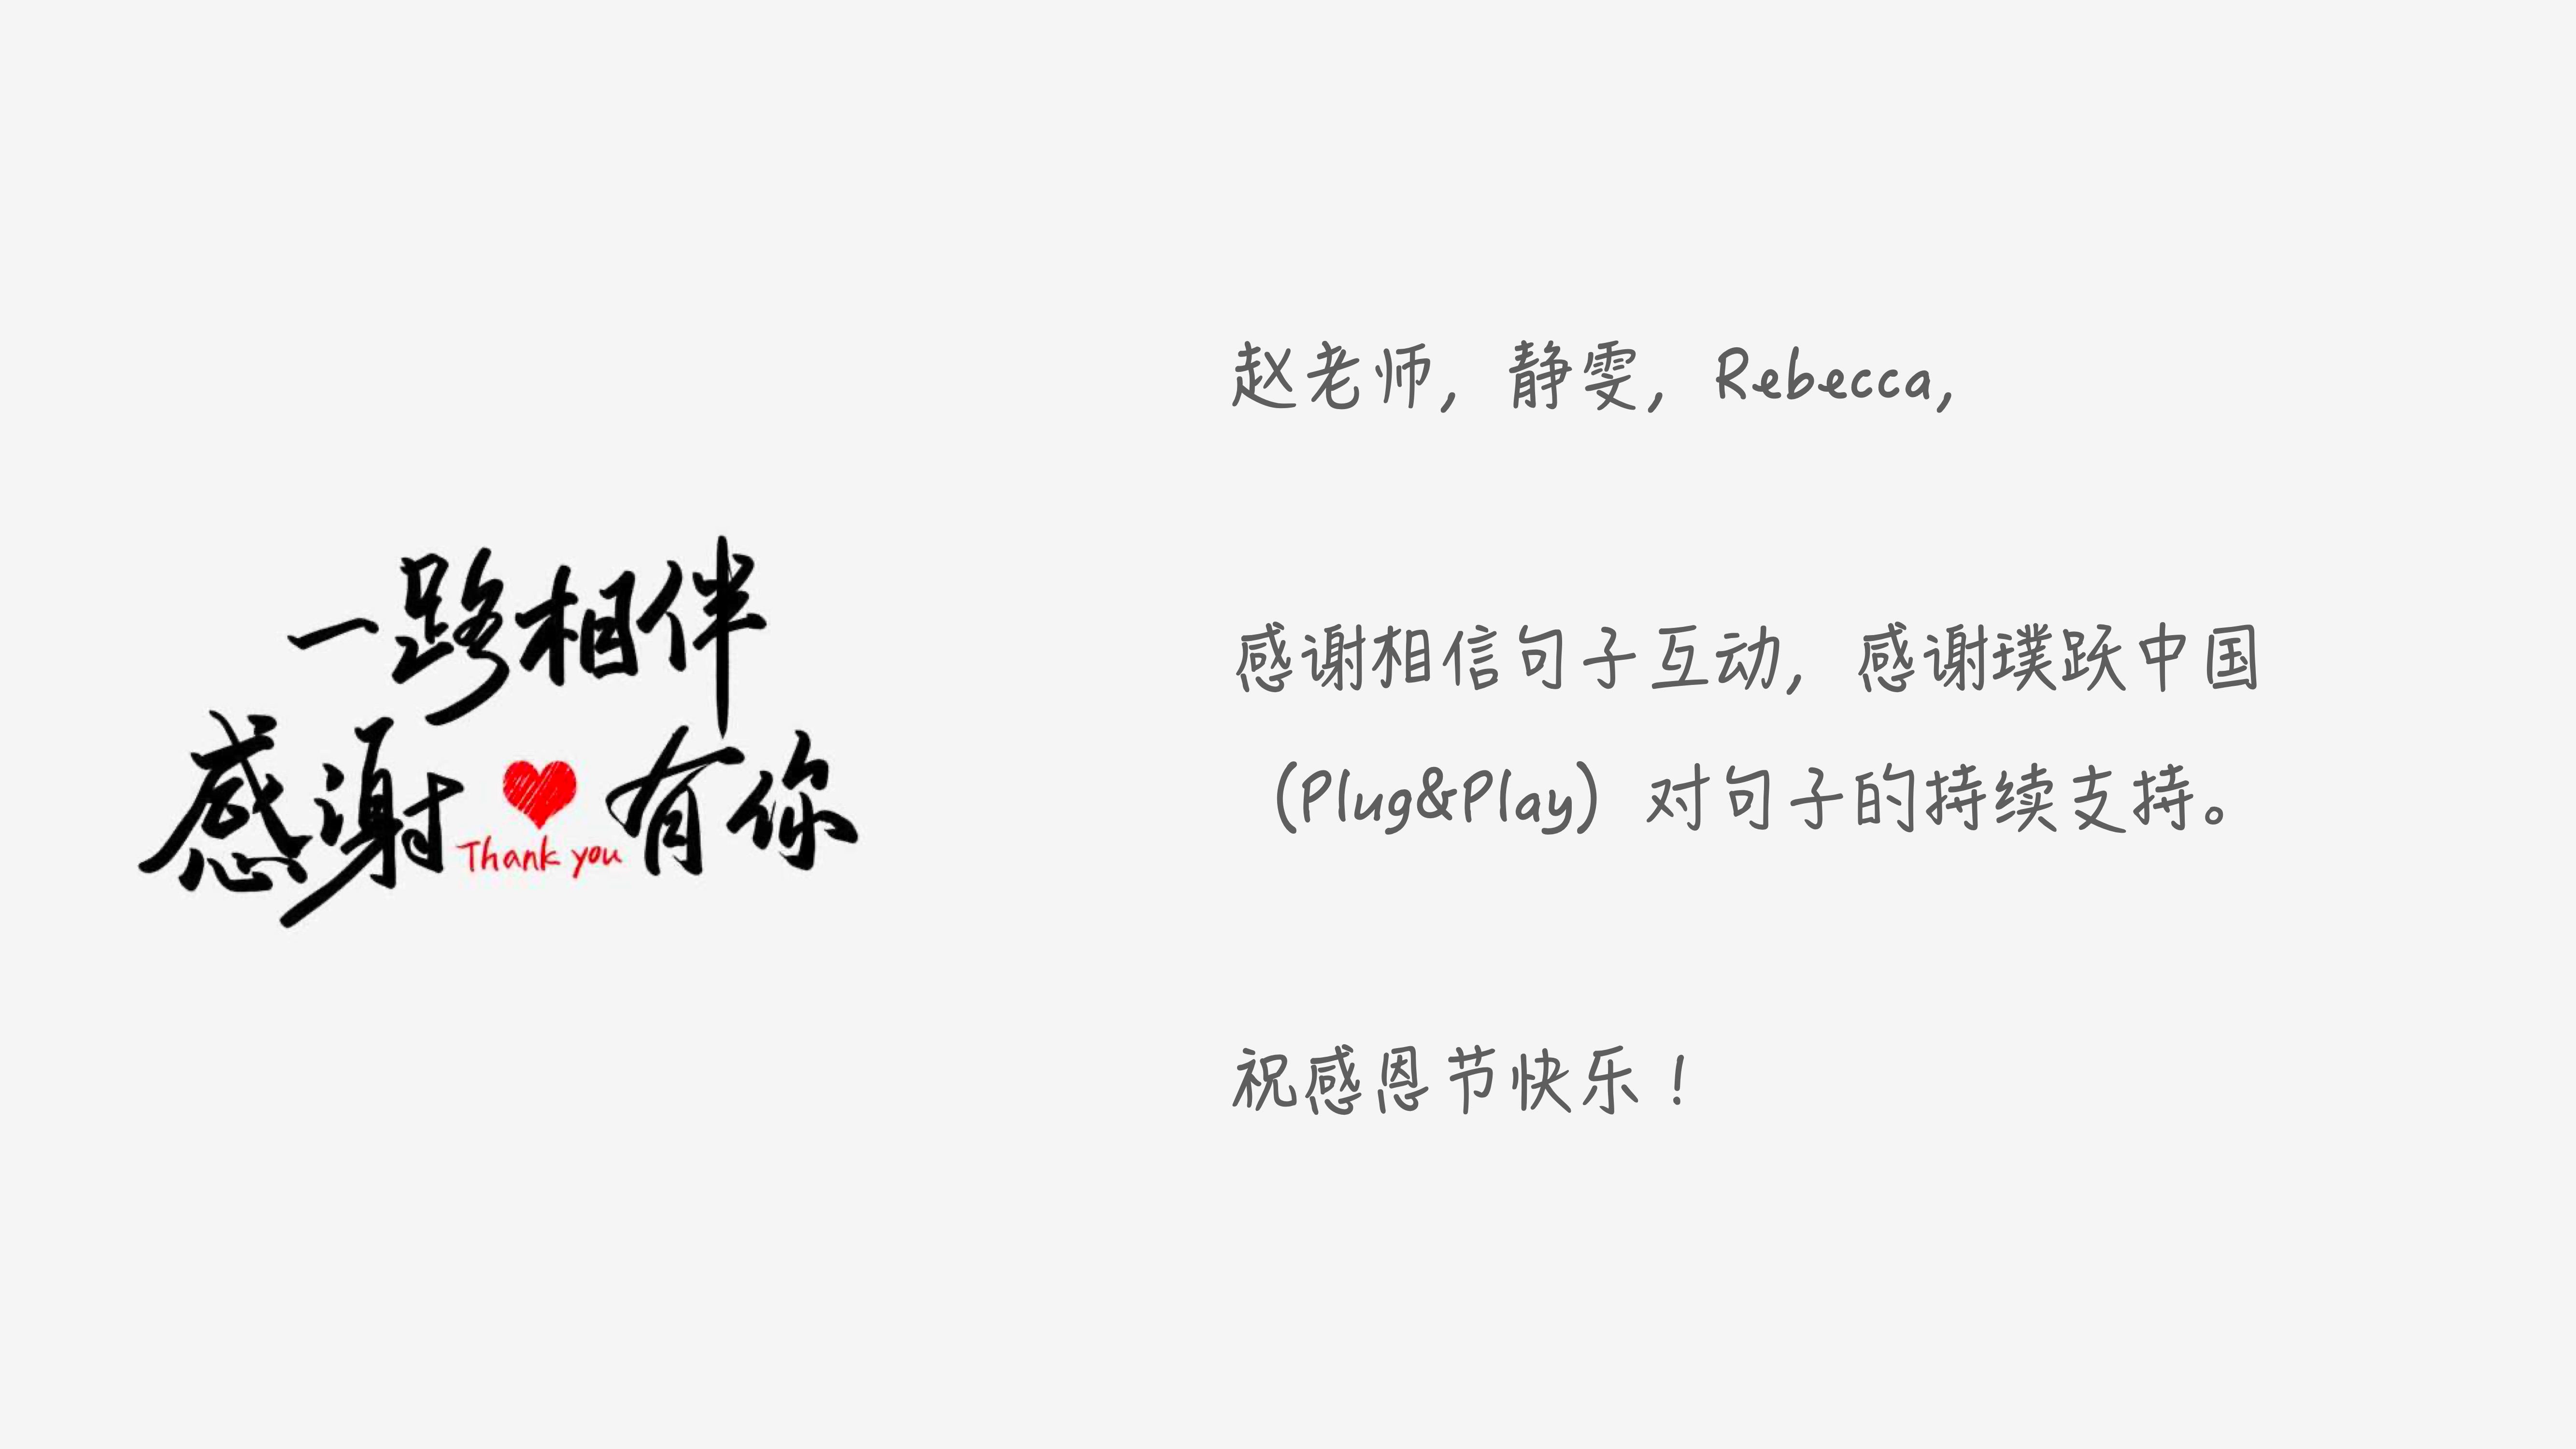 一路相伴
感谢有你
Thank you
赵老师，静雯，Rebecca，
感谢相信句子互动，感谢璞跃中国
（Plug&Play）对句子的持续支持。
祝感恩节快乐！